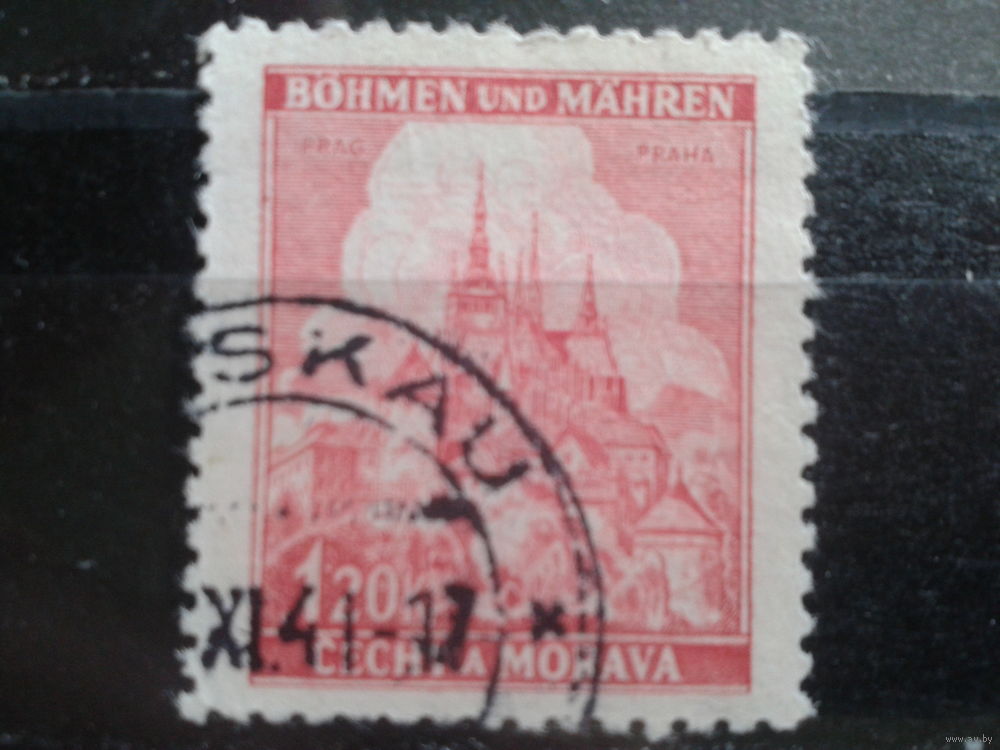 BÖHMEN UND MÄHREN
PRAG PRAHA
SKAU
1.20
XI.41-17 *
ČECHY A MORAVA
www.ay.by